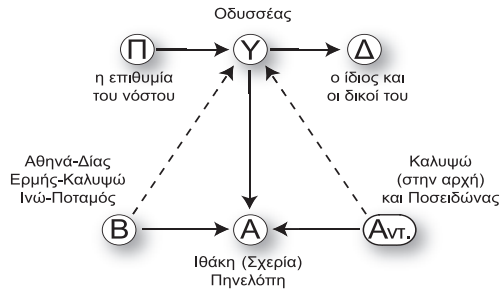 Οδυσσέας
Π
Υ
Δ
η επιθυμία
του νόστου
ο ίδιος και
οι δικοί του
Αθηνά-Δίας
Ερμής-Καλυψώ
Ινώ-Ποταμός
Καλυψώ
(στην αρχή)
και Ποσειδώνας
Β
Α
Αντ.
Ιθάκη (Σχερία)
Πηνελόπη